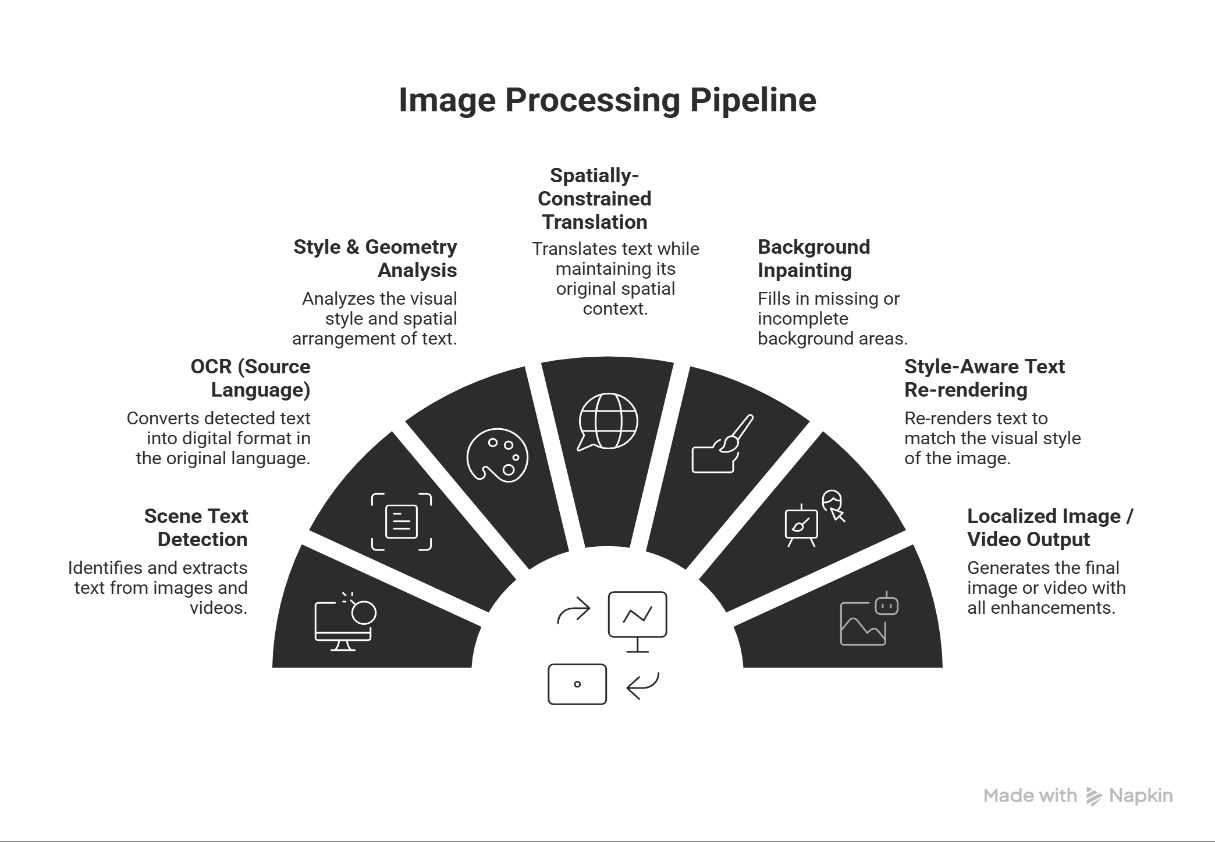 Image Processing Pipeline
Spatially-
Constrained
Translation
Translates text while
maintaining its
original spatial
context.
Style & Geometry
Analysis
Analyzes the visual
style and spatial
arrangement of text.
Background
Inpainting
Fills in missing or
incomplete
background areas.
OCR (Source
Language)
Converts detected text
into digital format in
the original language.
Style-Aware Text
Re-rendering
Re-renders text to
match the visual style
of the image.
Scene Text
Detection
Identifies and extracts
text from images and
videos.
Localized Image /
Video Output
Generates the final
image or video with
all enhancements.
Made with Napkin